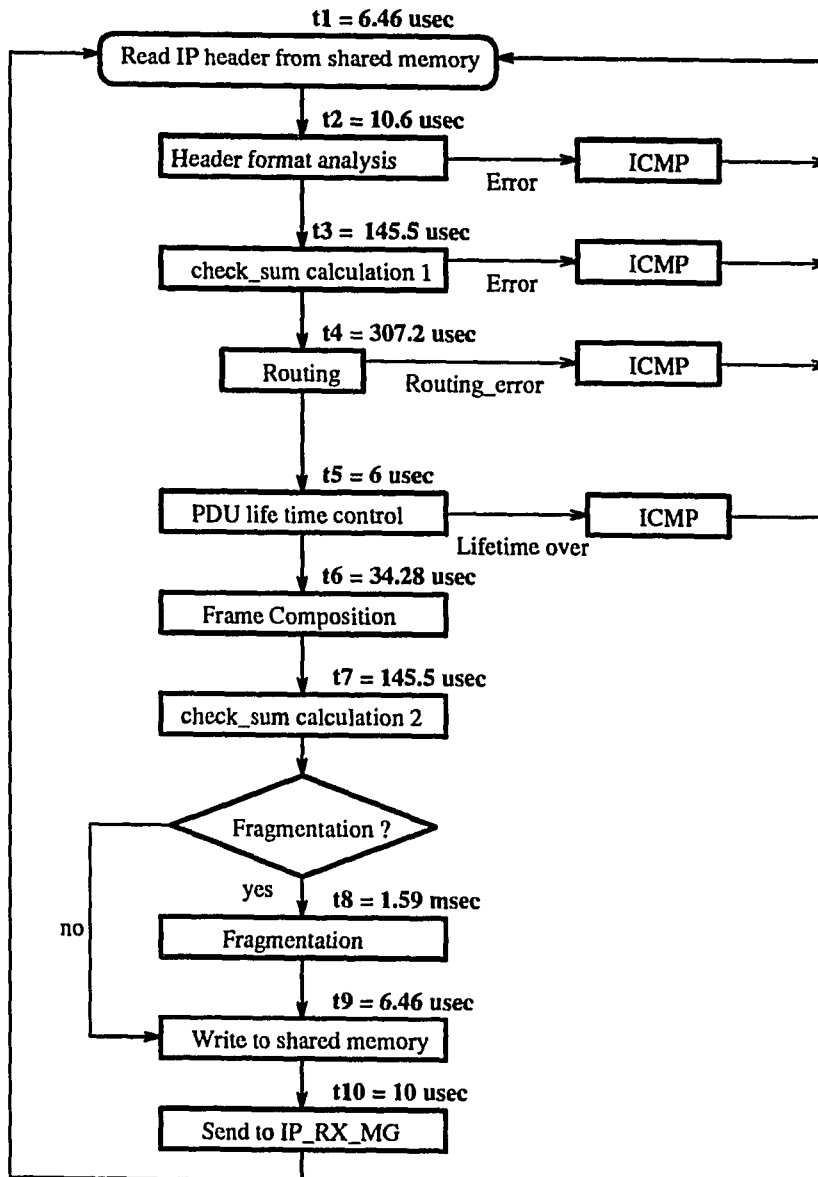 t1 = 6.46 usec
Read IP header from shared memory
t2 = 10.6 usec
Header format analysis
Error
ICMP
t3 = 145.5 usec
check_sum calculation 1
Error
ICMP
t4 = 307.2 usec
Routing
Routing_error
ICMP
t5 = 6 usec
PDU life time control
Lifetime over
ICMP
t6 = 34.28 usec
Frame Composition
t7 = 145.5 usec
check_sum calculation 2
Fragmentation ?
yes
no
t8 = 1.59 msec
Fragmentation
t9 = 6.46 usec
Write to shared memory
t10 = 10 usec
Send to IP_RX_MG